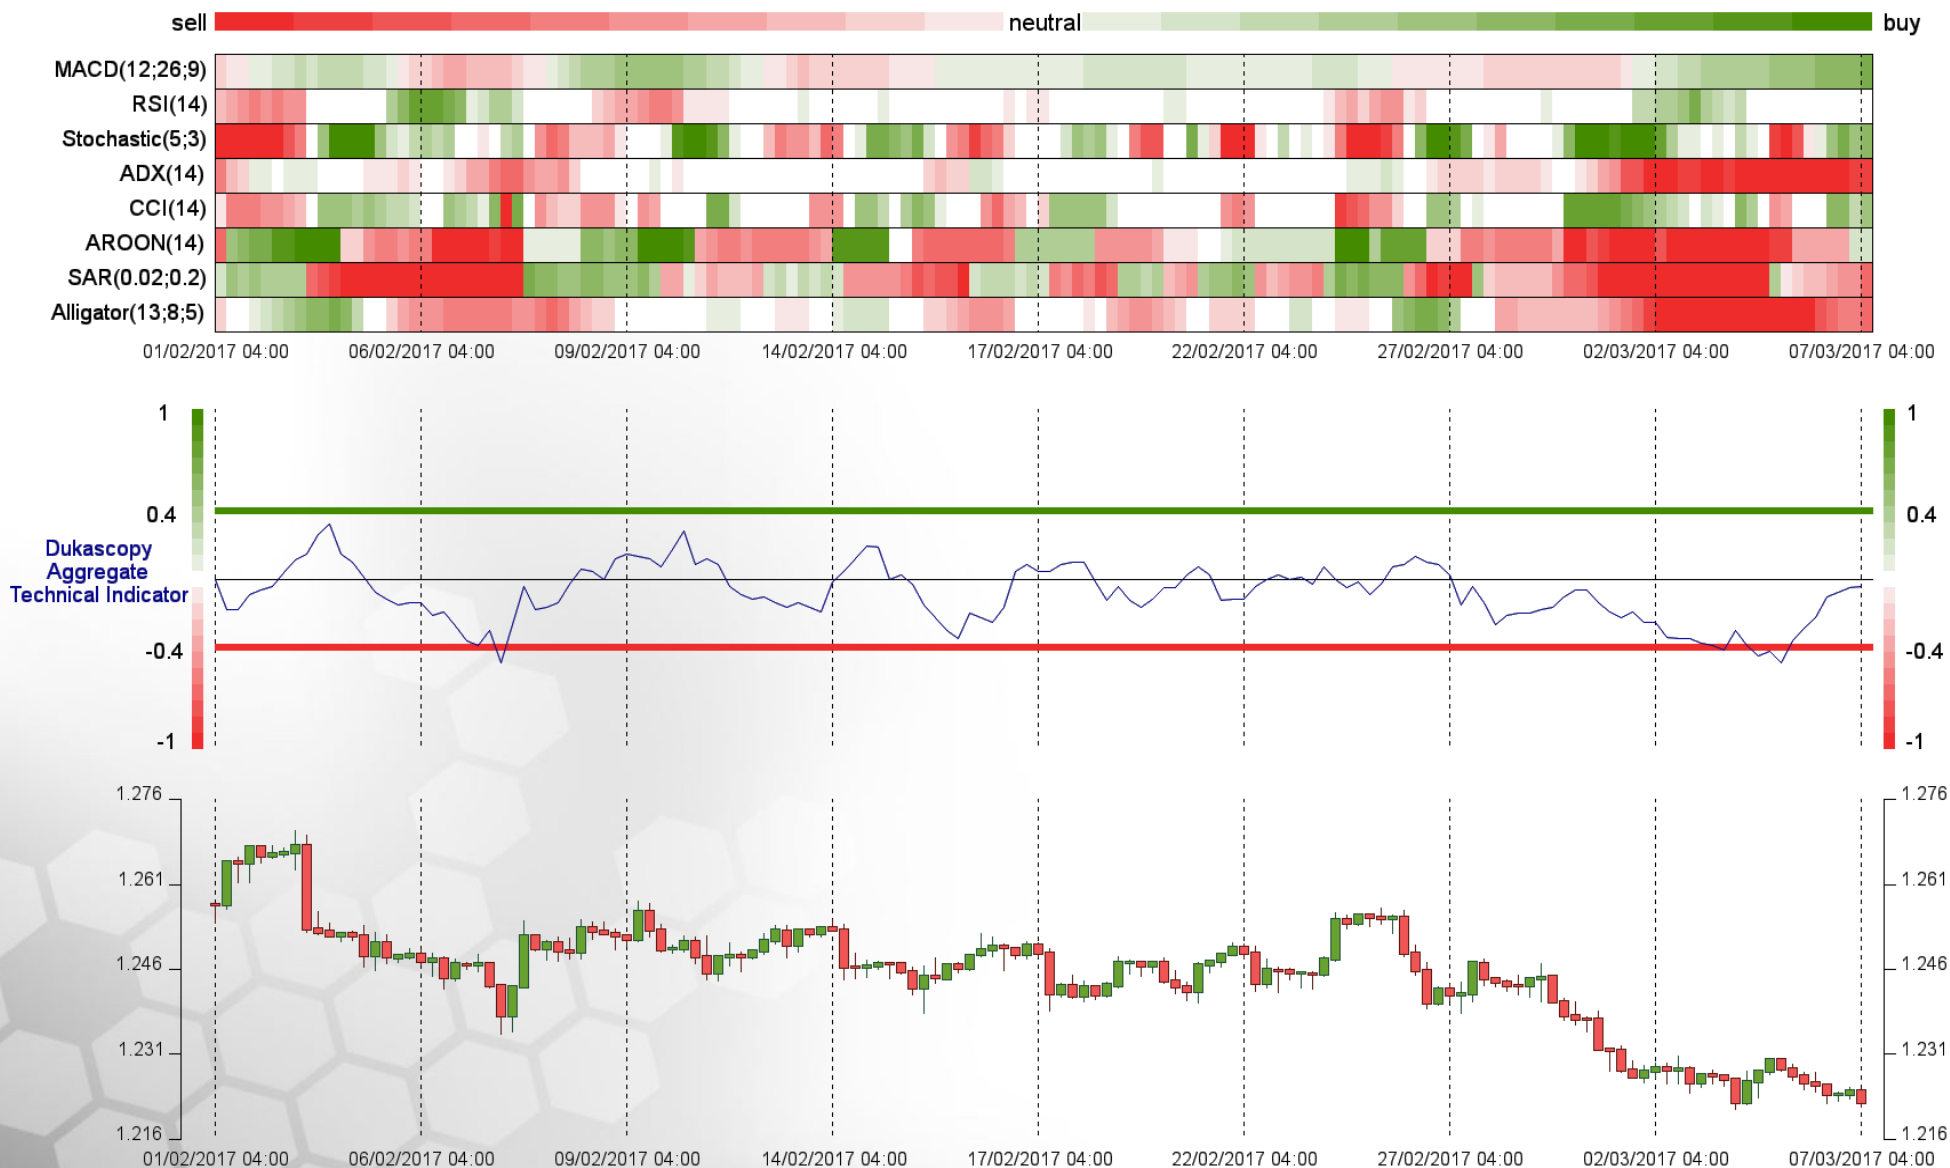 sell neutral buy
MACD(12;26;9)
RSI(14)
Stochastic(5;3)
ADX(14)
CCI(14)
AROON(14)
SAR(0.02;0.2)
Alligator(13;8;5)
01/02/2017 04:00 06/02/2017 04:00 09/02/2017 04:00 14/02/2017 04:00 17/02/2017 04:00 22/02/2017 04:00 27/02/2017 04:00 02/03/2017 04:00 07/03/2017 04:00
1 1
0.4 0.4
Dukascopy
Aggregate
Technical Indicator
-0.4 -0.4
-1 -1
1.276 1.276
1.261 1.261
1.246 1.246
1.231 1.231
1.216 1.216
01/02/2017 04:00 06/02/2017 04:00 09/02/2017 04:00 14/02/2017 04:00 17/02/2017 04:00 22/02/2017 04:00 27/02/2017 04:00 02/03/2017 04:00 07/03/2017 04:00